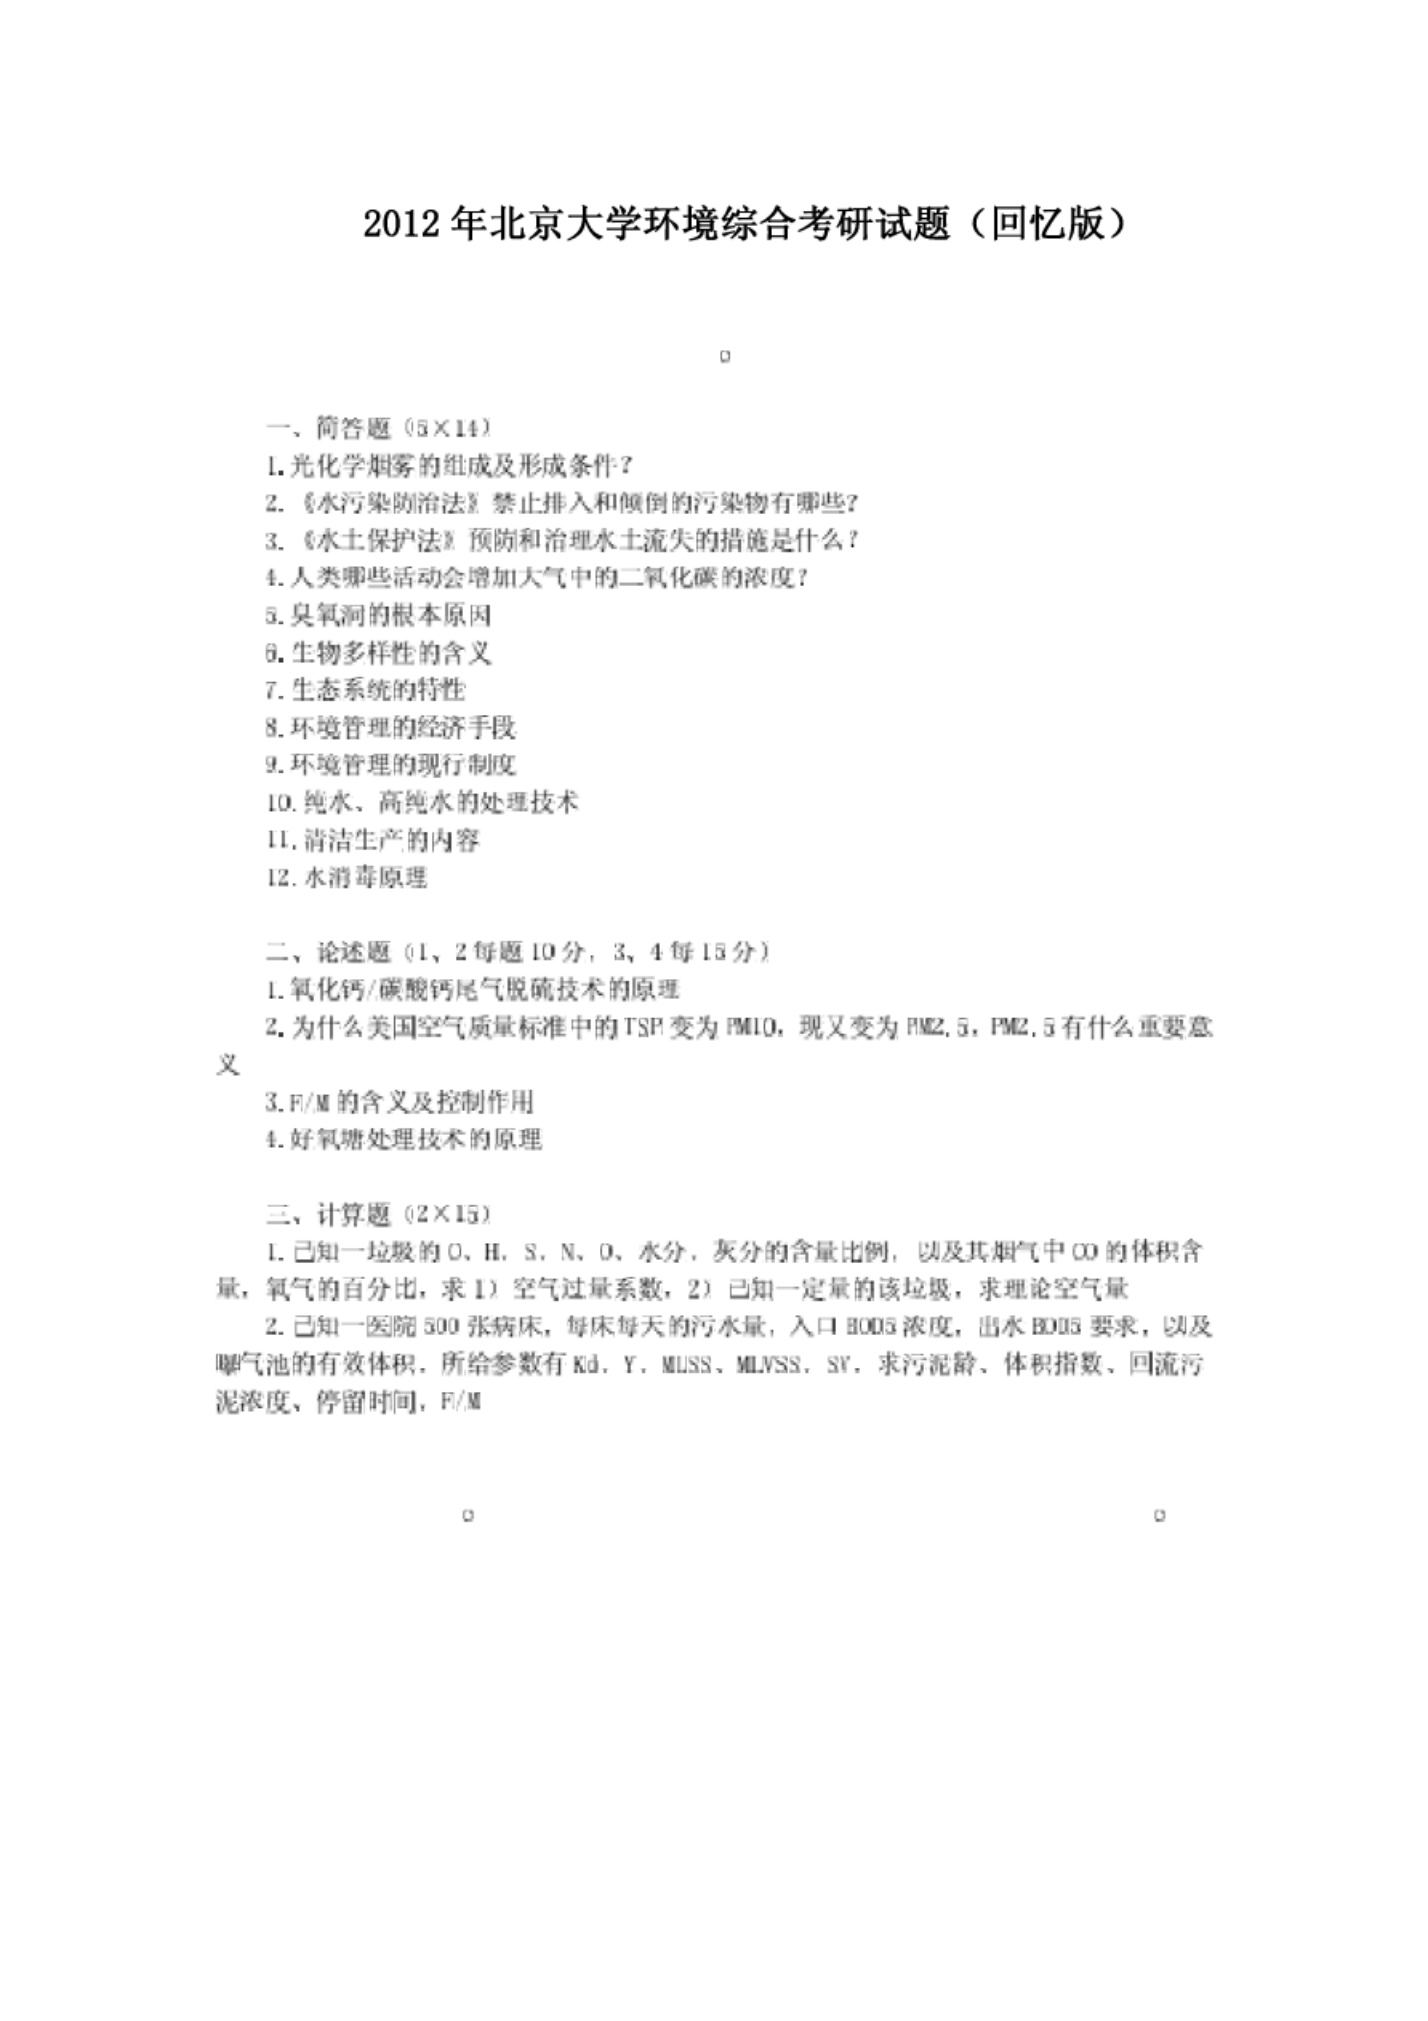 2012 年北京大学环境综合考研试题（回忆版）
一、简答题（5×14）
1.光化学烟雾的组成及形成条件？
2.《水污染防治法》禁止排入和倾倒的污染物有哪些？
3.《水土保护法》预防和治理水土流失的措施是什么？
4.人类哪些活动会增加大气中的二氧化碳的浓度？
5.臭氧洞的根本原因
6.生物多样性的含义
7.生态系统的特性
8.环境管理的经济手段
9.环境管理的现行制度
10.纯水、高纯水的处理技术
11.清洁生产的内容
12.水消毒原理
二、论述题（1、2每题10分，3、4每15分）
1.氧化钙/碳酸钙尾气脱硫技术的原理
2.为什么美国空气质量标准中的TSP变为PM10，现又变为PM2.5，PM2.5有什么重要意
义
3.F/M的含义及控制作用
4.好氧塘处理技术的原理
三、计算题（2×15）
1.已知一垃圾的C、H、S、N、O、水分、灰分的含量比例，以及其烟气中CO的体积含
量，氧气的百分比，求1）空气过量系数，2）已知一定量的该垃圾，求理论空气量
2.已知一医院500张病床，每床每天的污水量，入口BOD5浓度，出水BOD5要求，以及
曝气池的有效体积，所给参数有Kd、Y、MLSS、MLVSS、SV，求污泥龄、体积指数、回流污
泥浓度、停留时间，F/M